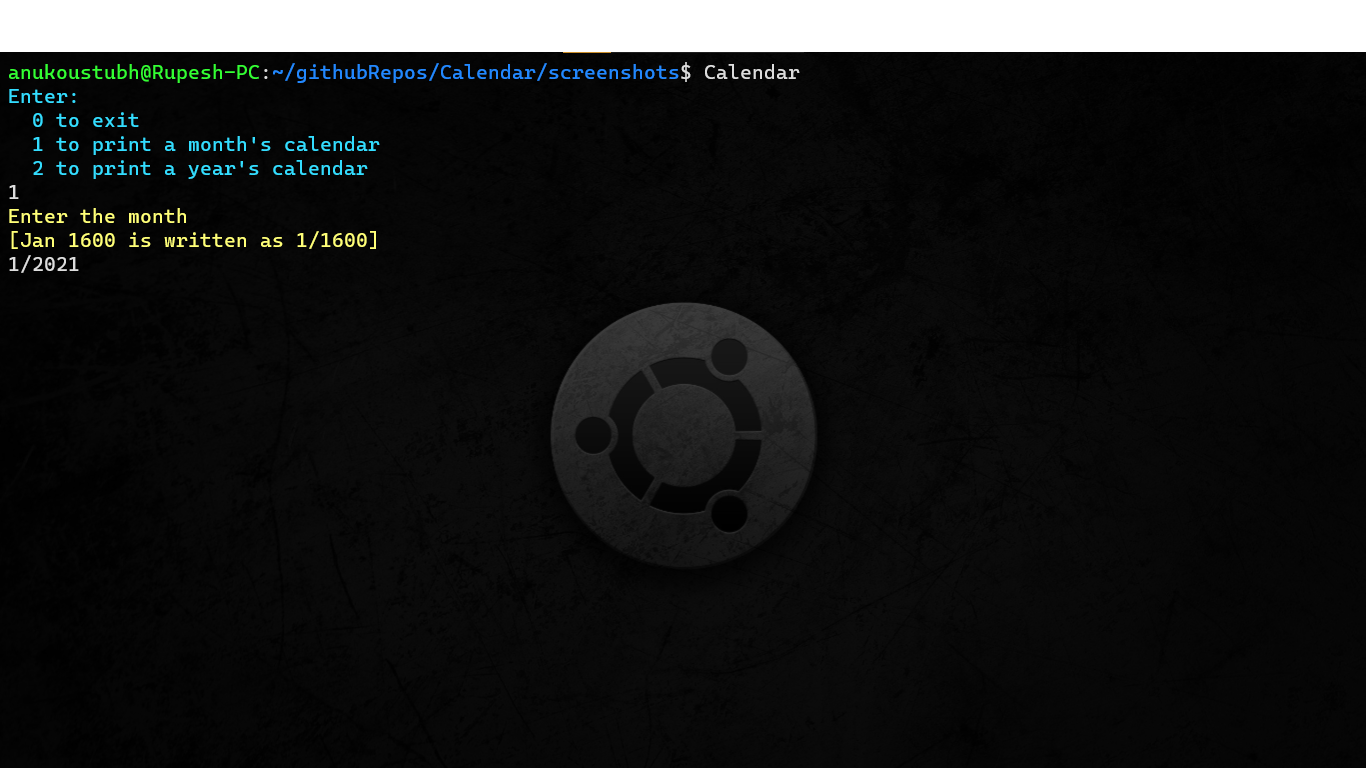 anukoustubh@Rupesh-PC:~/githubRepos/Calendar/screenshots$ Calendar
Enter:
  0 to exit
  1 to print a month's calendar
  2 to print a year's calendar
1
Enter the month
[Jan 1600 is written as 1/1600]
1/2021